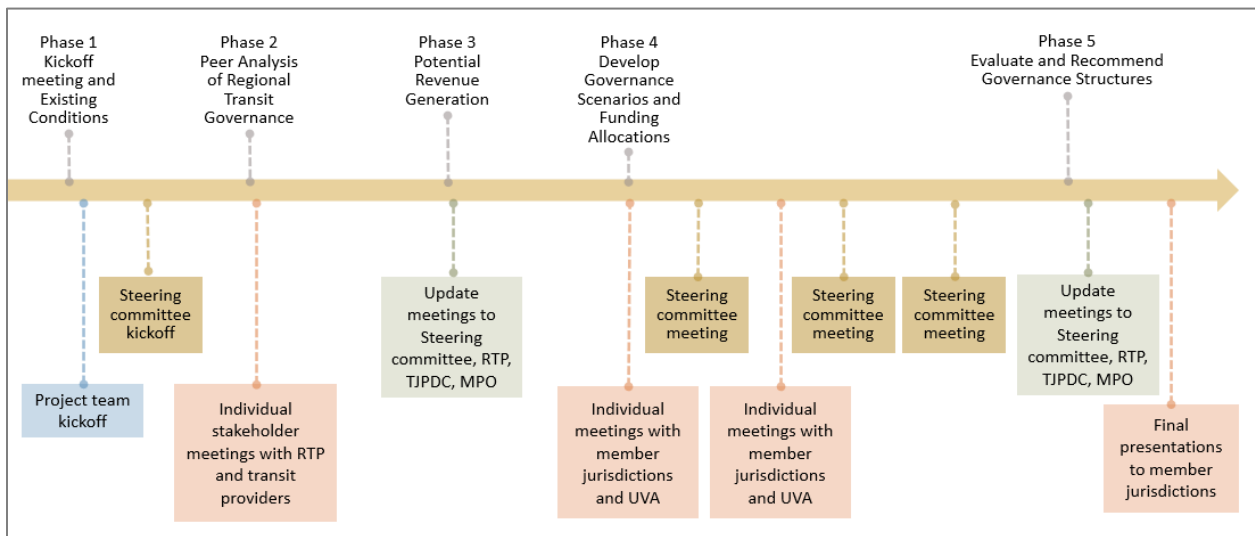 Phase 1
Kickoff
meeting and
Existing
Conditions
Phase 2
Peer Analysis
of Regional
Transit
Governance
Phase 3
Potential
Revenue
Generation
Phase 4
Develop
Governance
Scenarios and
Funding
Allocations
Phase 5
Evaluate and Recommend
Governance Structures
Project team
kickoff
Steering
committee
kickoff
Individual
stakeholder
meetings with RTP
and transit
providers
Update
meetings to
Steering
committee, RTP,
TJPDC, MPO
Individual
meetings with
member
jurisdictions
and UVA
Steering
committee
meeting
Individual
meetings with
member
jurisdictions
and UVA
Steering
committee
meeting
Steering
committee
meeting
Update
meetings to
Steering
committee, RTP,
TJPDC, MPO
Final
presentations
to member
jurisdictions